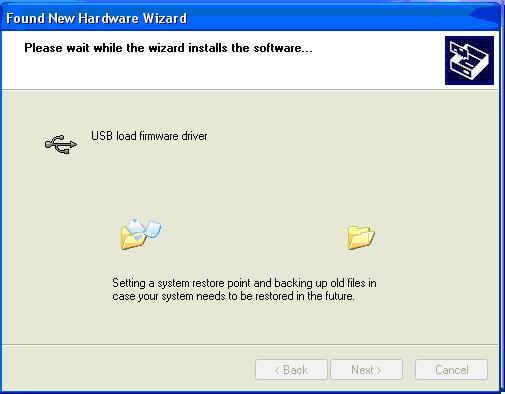 Found New Hardware Wizard
Please wait while the wizard installs the software...
USB load firmware driver
Setting a system restore point and backing up old files in
case your system needs to be restored in the future.
< Back
Next >
Cancel